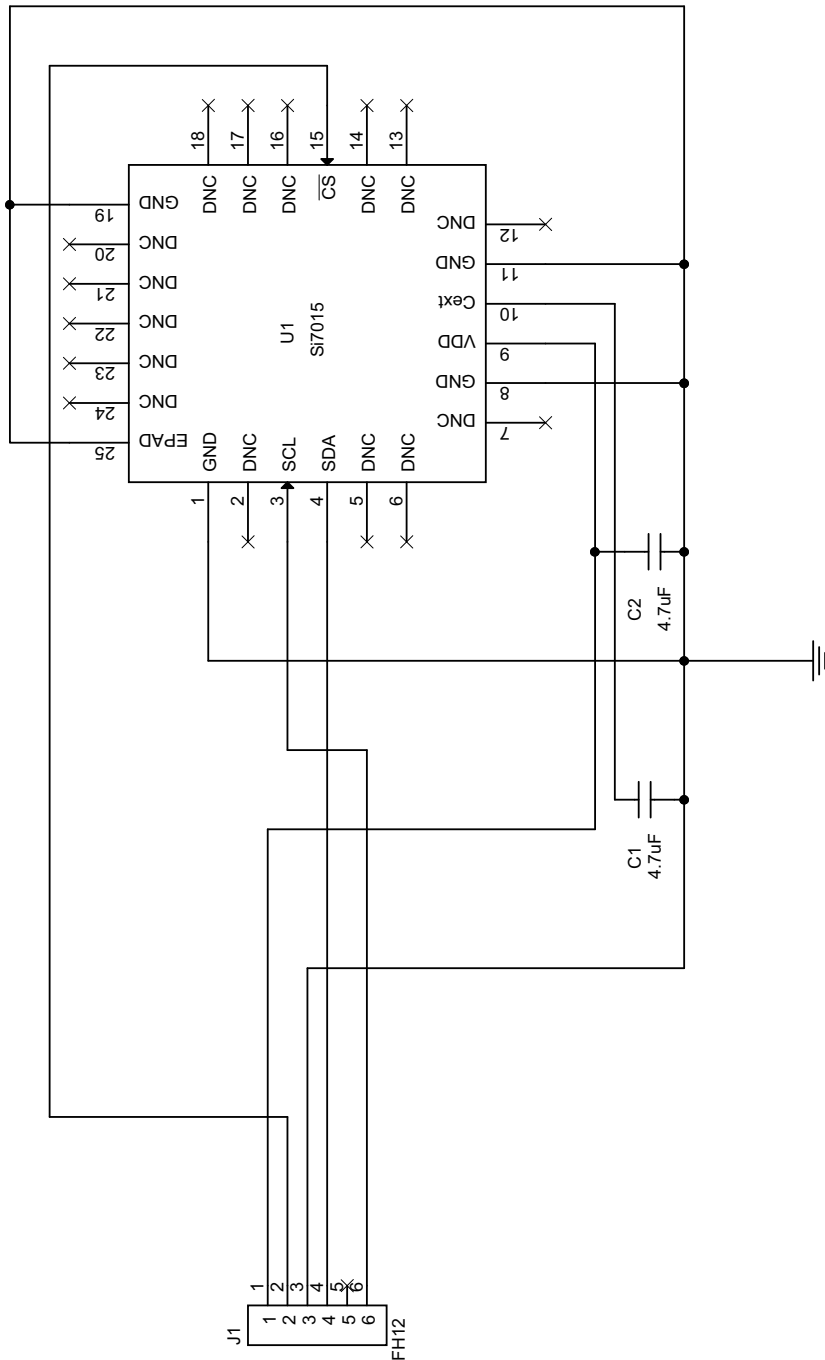 18
17
16
15
14
13
DNC
DNC
DNC
CS
DNC
DNC
19
GND
20
DNC
21
DNC
22
DNC
23
DNC
24
DNC
25
EPAD
U1
Si7015
DNC
12
GND
11
Cext
10
VDD
9
GND
8
DNC
7
GND
DNC
SCL
SDA
DNC
DNC
1
2
3
4
5
6
C2
4.7uF
C1
4.7uF
J1
1
2
3
4
5
6
1
2
3
4
5
6
FH12